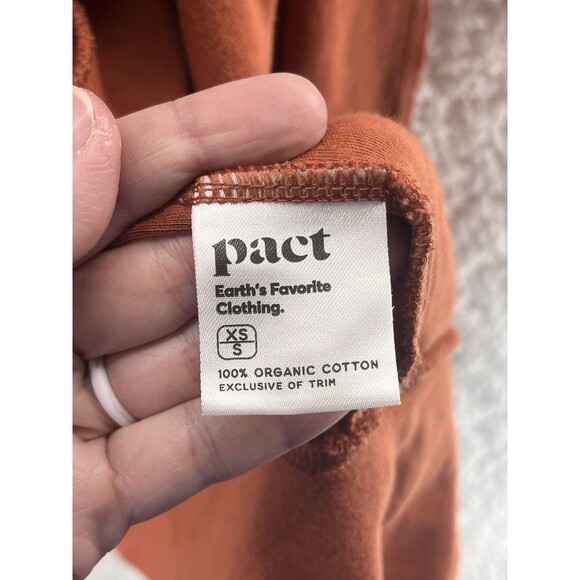 pact
Earth's Favorite
Clothing.
XS
S
100% ORGANIC COTTON
EXCLUSIVE OF TRIM